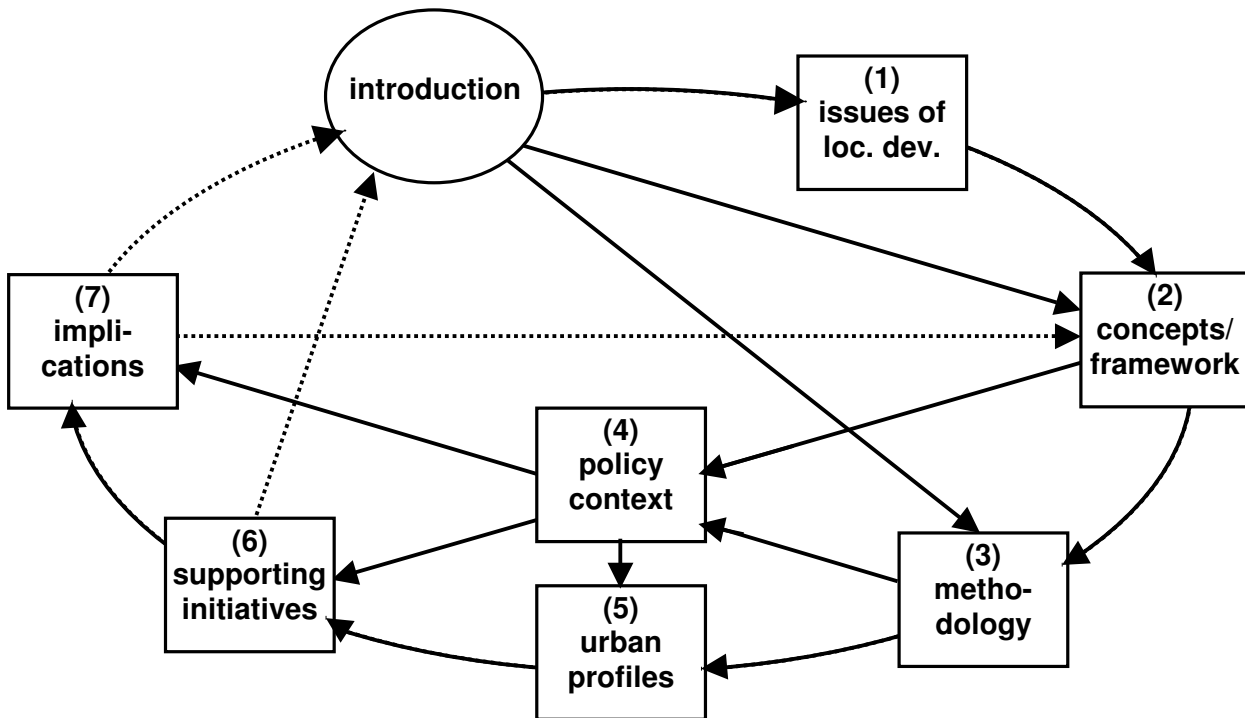 introduction
(1)
issues of
loc. dev.
(2)
concepts/
framework
(3)
metho-
dology
(4)
policy
context
(5)
urban
profiles
(6)
supporting
initiatives
(7)
impli-
cations